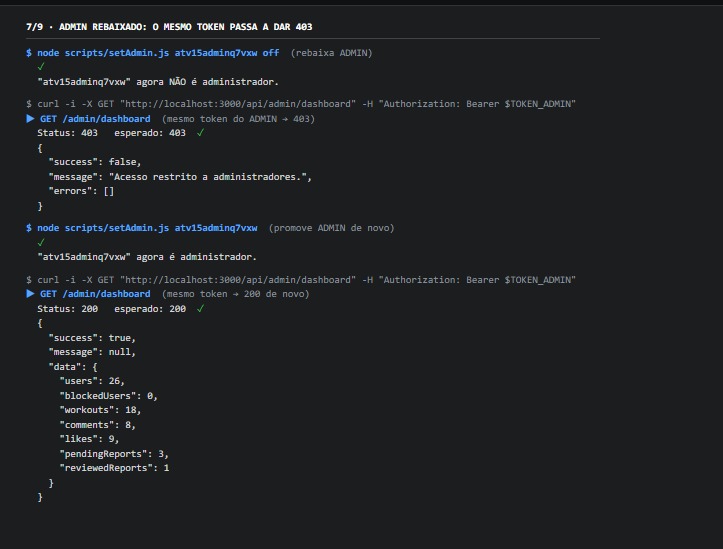 7/9 · ADMIN REBAIXADO: O MESMO TOKEN PASSA A DAR 403
$ node scripts/setAdmin.js atv15adminq7vxw off (rebaixa ADMIN)
✓
"atv15adminq7vxw" agora NÃO é administrador.
$ curl -i -X GET "http://localhost:3000/api/admin/dashboard" -H "Authorization: Bearer $TOKEN_ADMIN"
▶ GET /admin/dashboard (mesmo token do ADMIN → 403)
Status: 403 esperado: 403 ✓
{
"success": false,
"message": "Acesso restrito a administradores.",
"errors": []
}
$ node scripts/setAdmin.js atv15adminq7vxw (promove ADMIN de novo)
✓
"atv15adminq7vxw" agora é administrador.
$ curl -i -X GET "http://localhost:3000/api/admin/dashboard" -H "Authorization: Bearer $TOKEN_ADMIN"
▶ GET /admin/dashboard (mesmo token → 200 de novo)
Status: 200 esperado: 200 ✓
{
"success": true,
"message": null,
"data": {
"users": 26,
"blockedUsers": 0,
"workouts": 18,
"comments": 8,
"likes": 9,
"pendingReports": 3,
"reviewedReports": 1
}
}